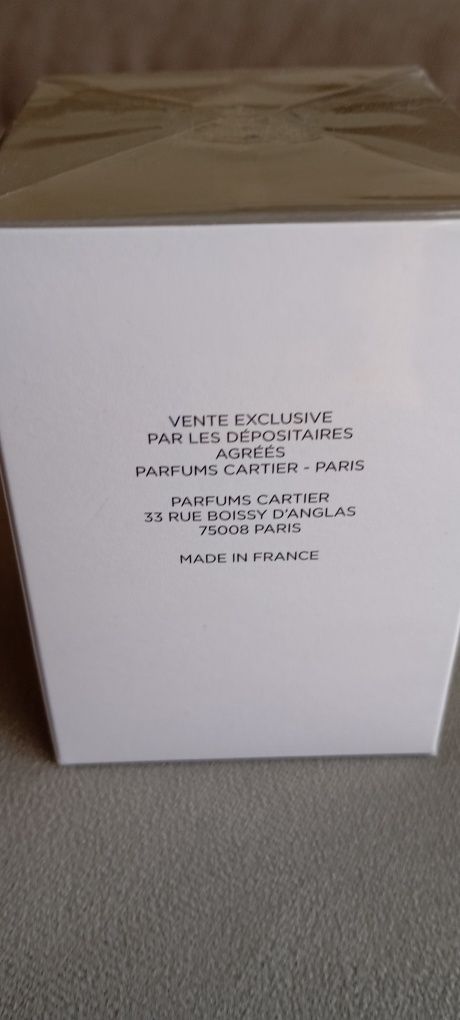 VENTE EXCLUSIVE
PAR LES DÉPOSITAIRES
AGRÉÉS
PARFUMS CARTIER - PARIS
PARFUMS CARTIER
33 RUE BOISSY D'ANGLAS
75008 PARIS
MADE IN FRANCE